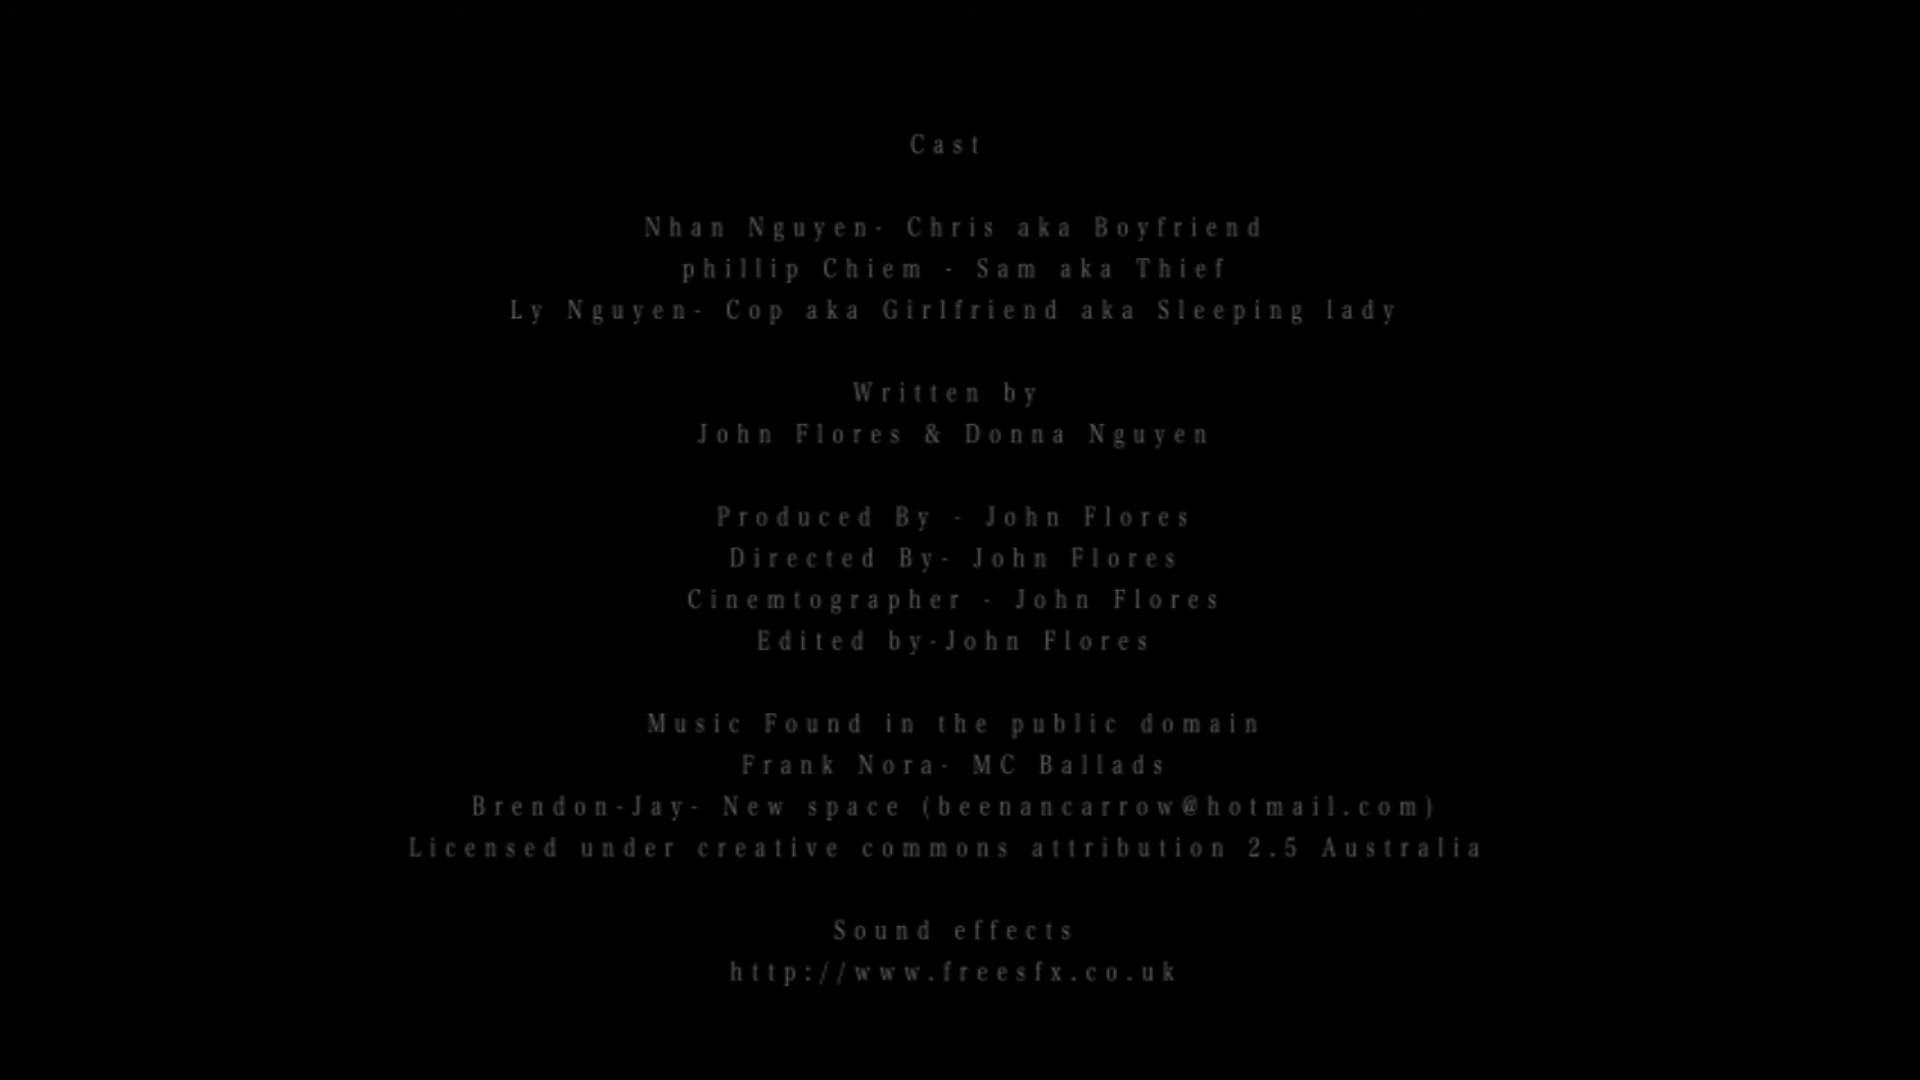 Cast
Nhan Nguyen- Chris aka Boyfriend
phillip Chiem - Sam aka Thief
Ly Nguyen- Cop aka Girlfriend aka Sleeping lady
Written by
John Flores & Donna Nguyen
Produced By - John Flores
Directed By- John Flores
Cinemtographer - John Flores
Edited by-John Flores
Music Found in the public domain
Frank Nora- MC Ballads
Brendon-Jay- New space (beenancarrow@hotmail.com)
Licensed under creative commons attribution 2.5 Australia
Sound effects
http://www.freesfx.co.uk